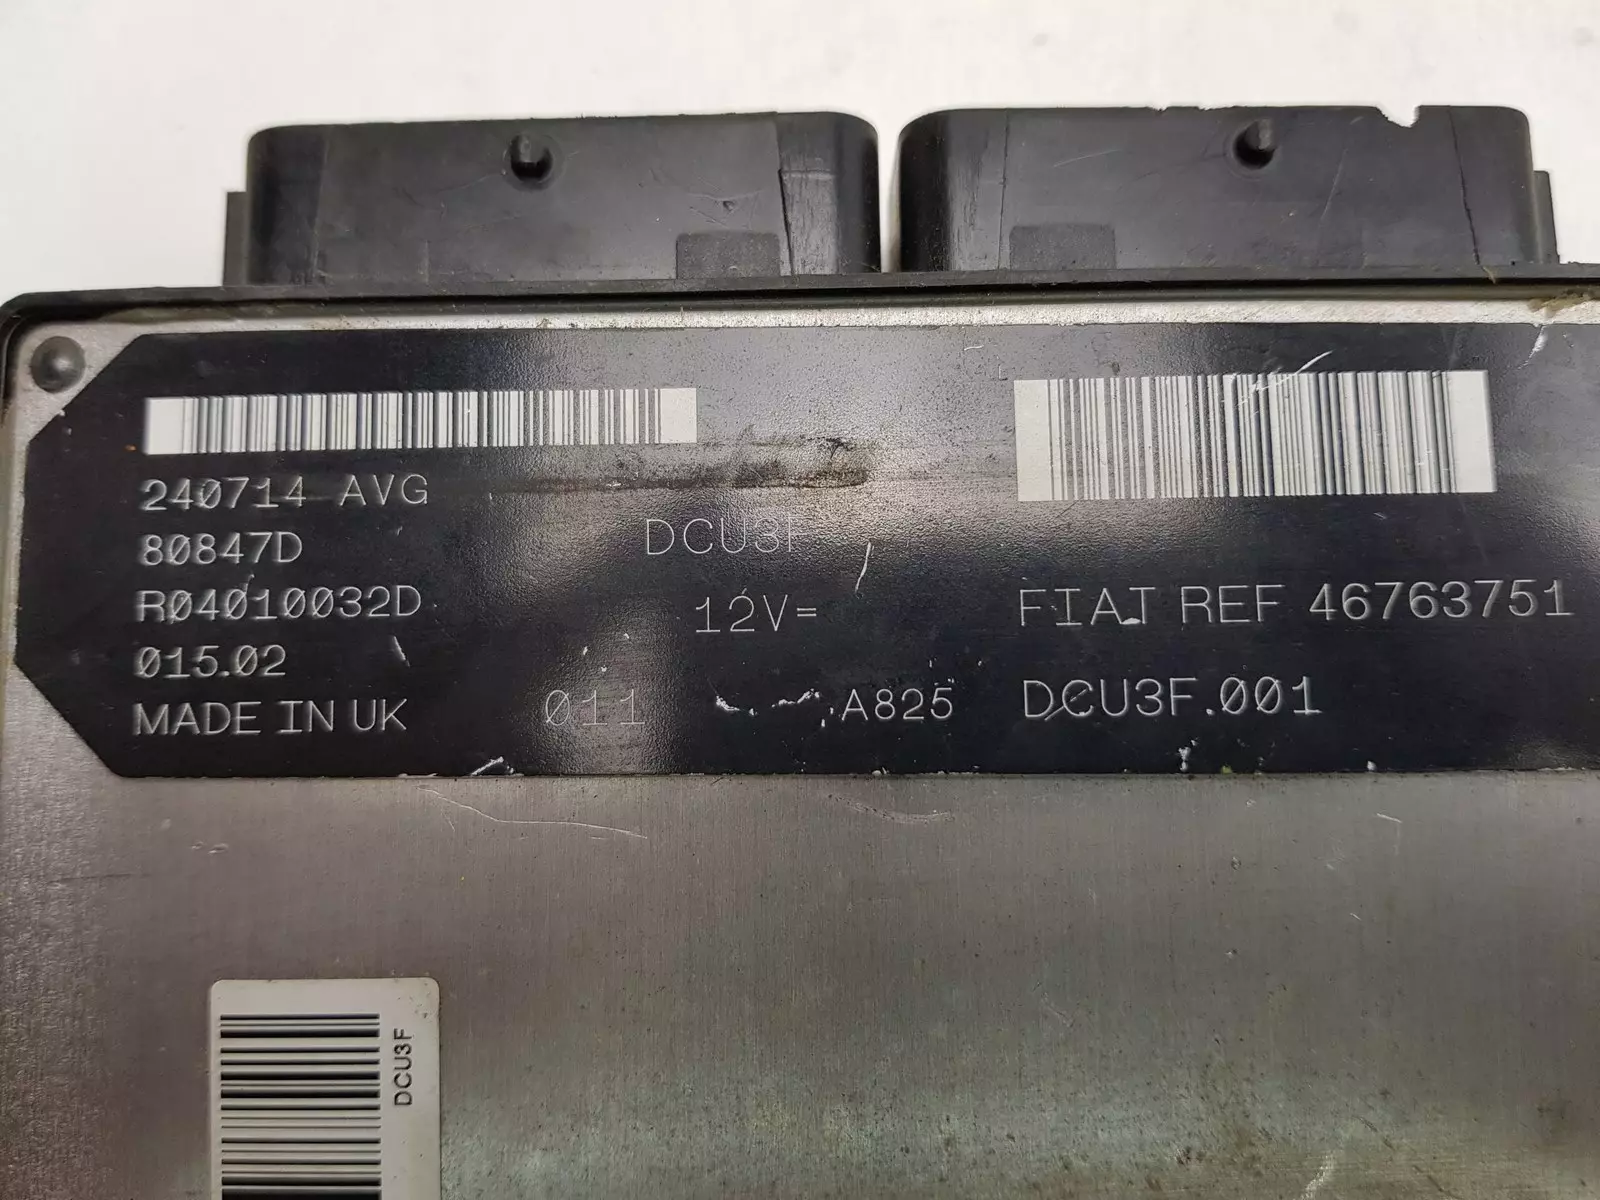 240714 AVG
80847D
R04010032D
015.02
MADE IN UK
DCU3F
12V=
011
A825
FIAT REF 46763751
DCU3F.001
DCU3F